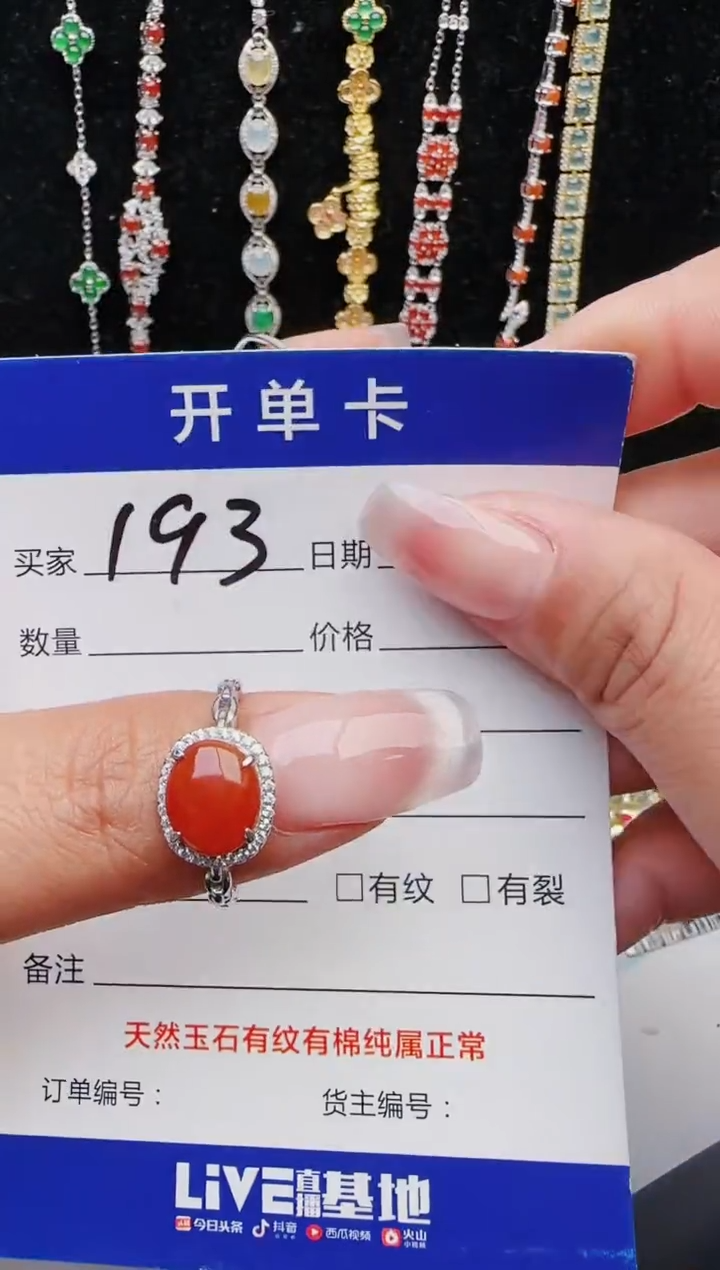 开单卡
买家 193 日期
数量 价格
□有纹 □有裂
备注
天然玉石有纹有棉纯属正常
订单编号： 货主编号：
LiVE直播基地
今日头条 抖音 西瓜视频 火山小视频